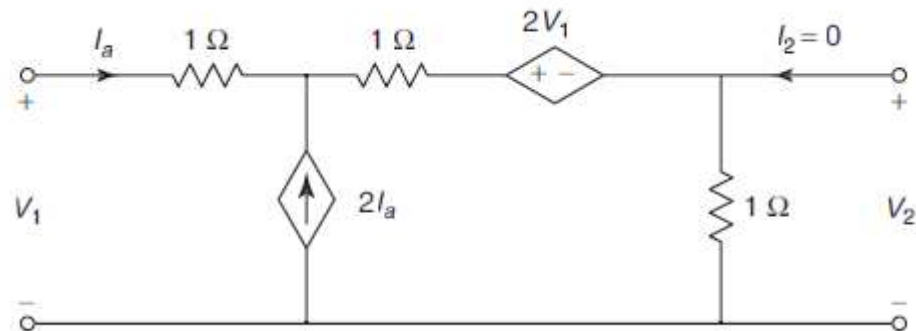 Iₐ 1 Ω 1 Ω 2V₁ I₂ = 0
+ + − +
V₁ 2Iₐ 1 Ω V₂
− −